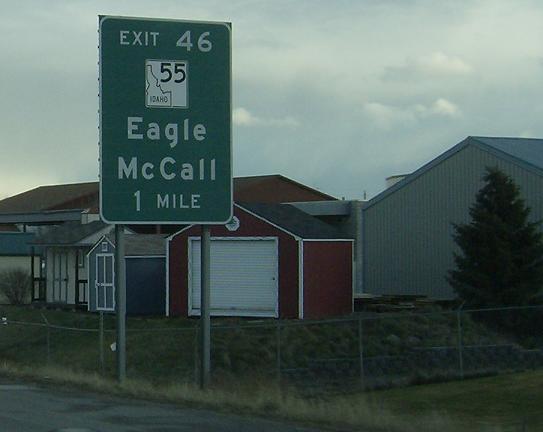 EXIT 46
55
IDAHO
Eagle
McCall
1 MILE